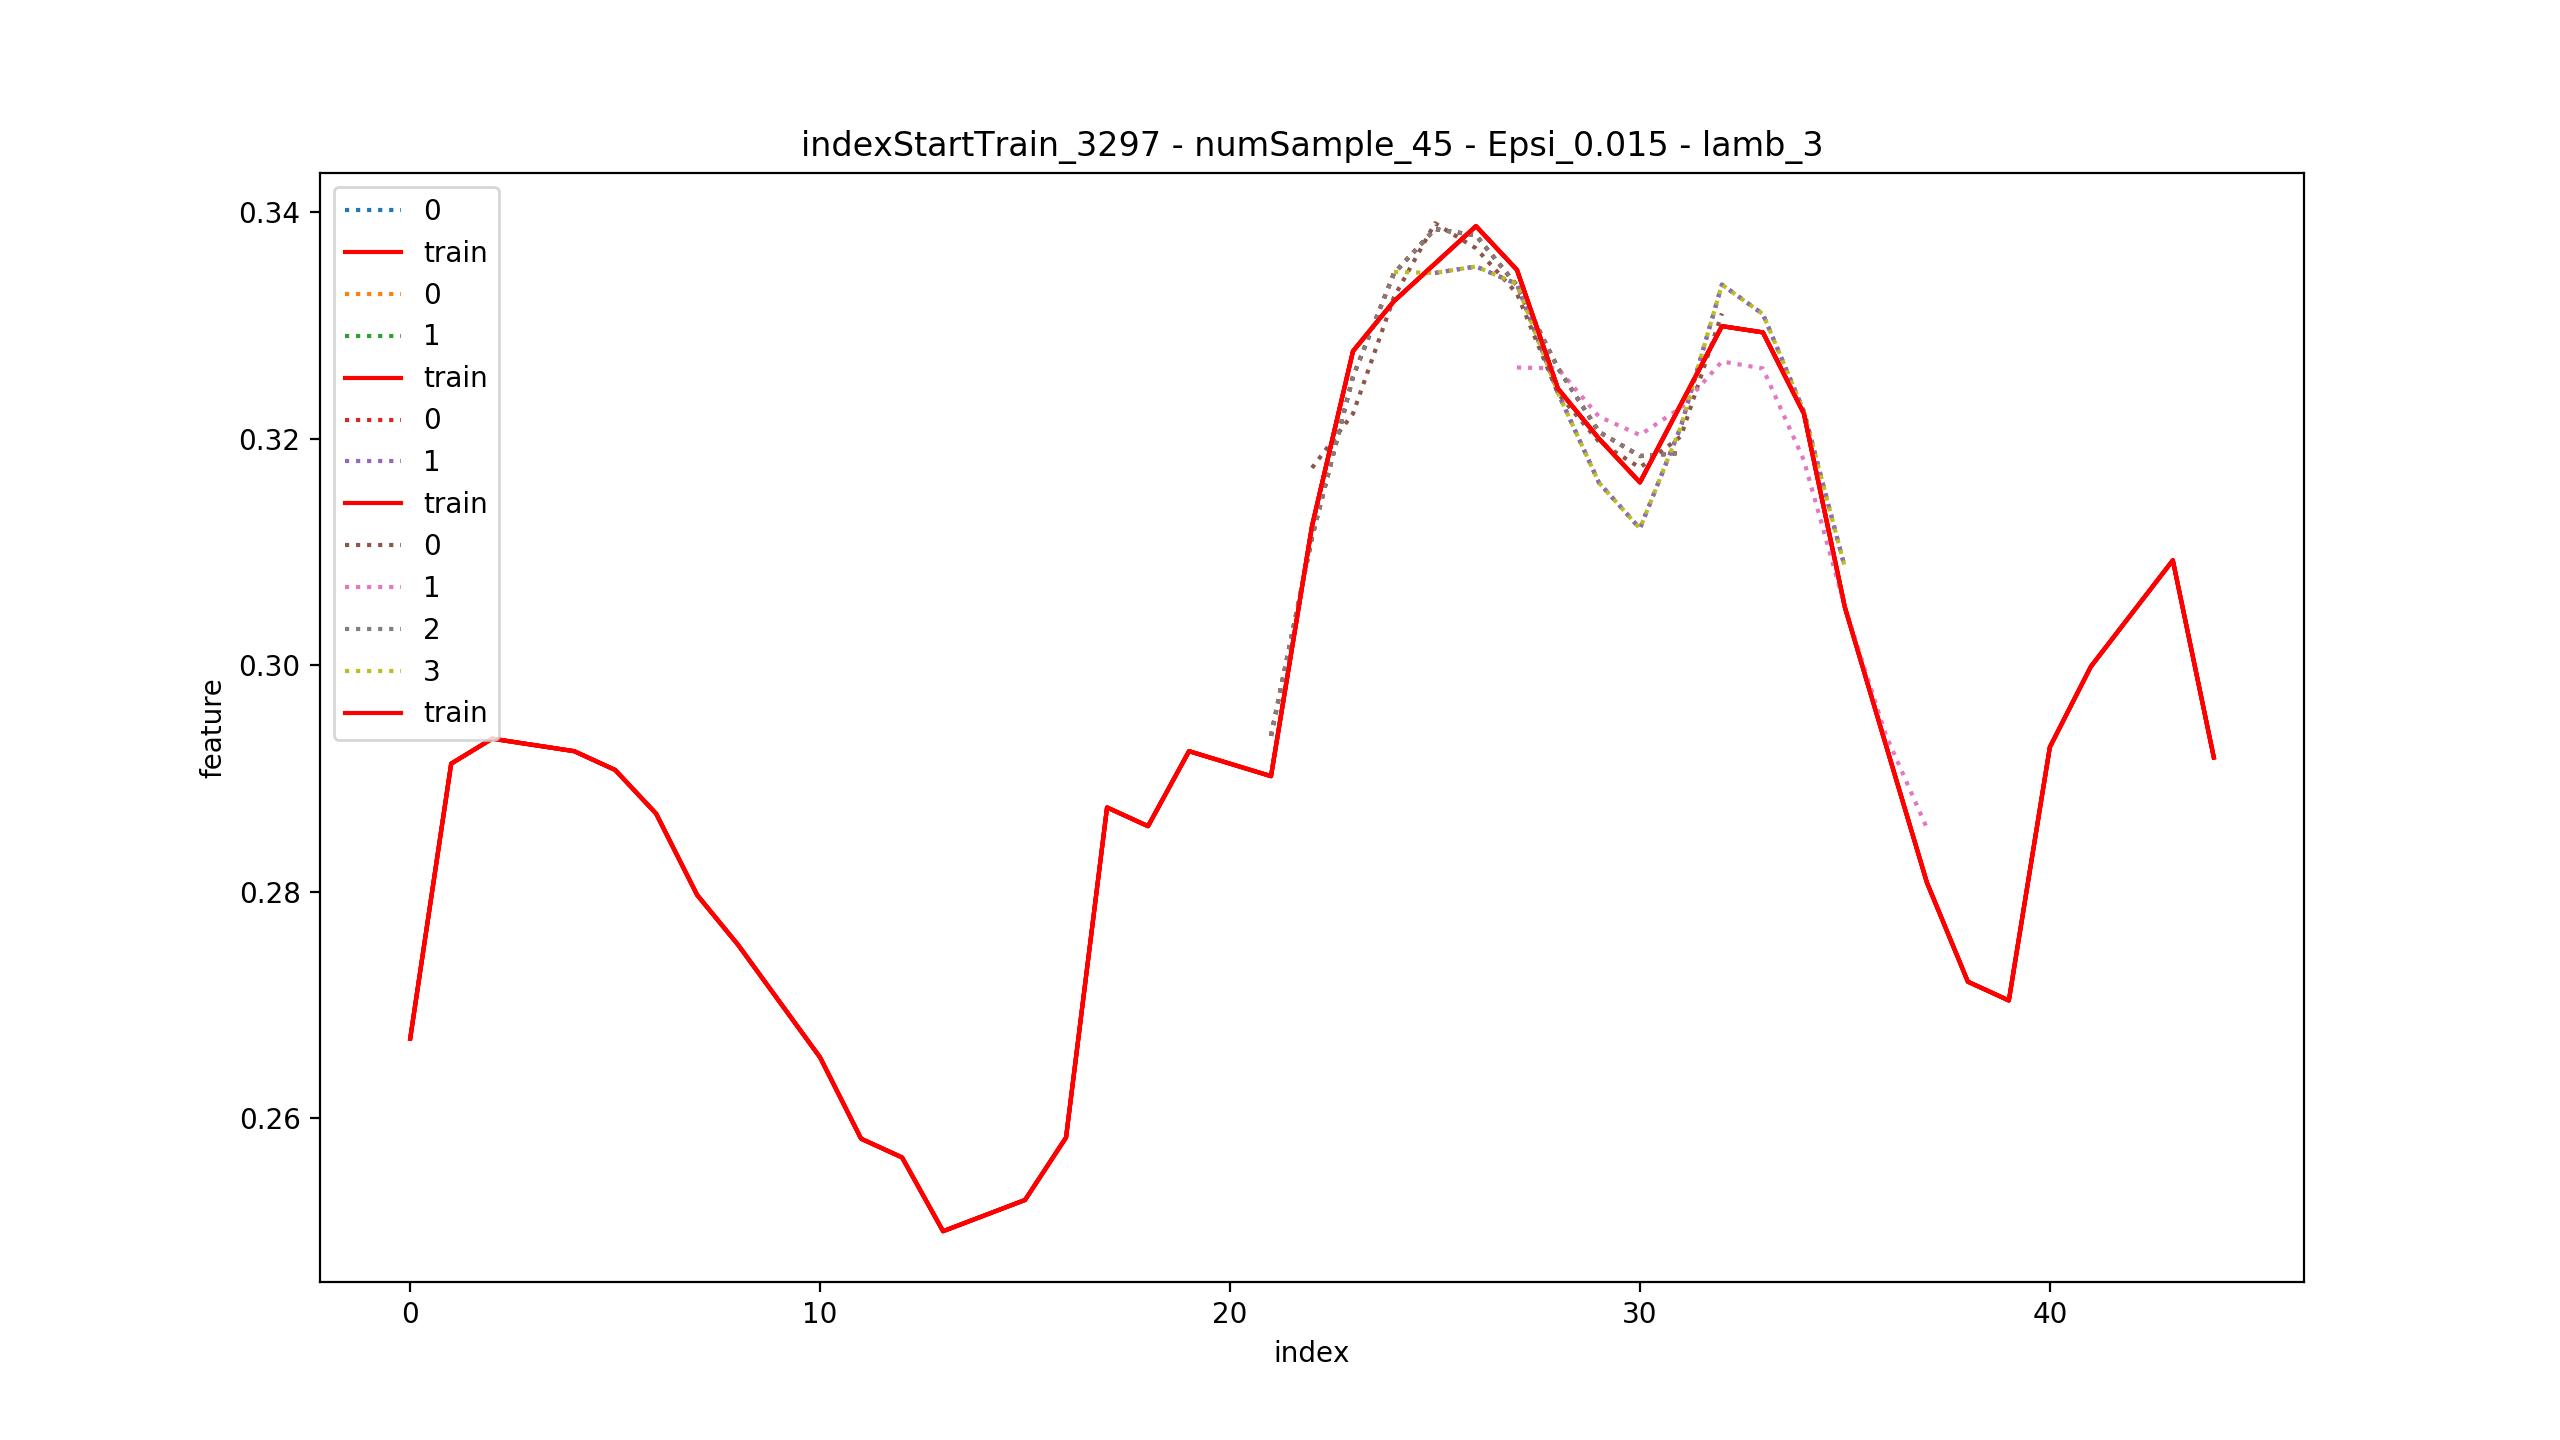 indexStartTrain_3297 - numSample_45 - Epsi_0.015 - lamb_3
0
train
0
1
train
0
1
train
0
1
2
3
train
0.34
0.32
0.30
0.28
0.26
feature
0 10 20 30 40
index